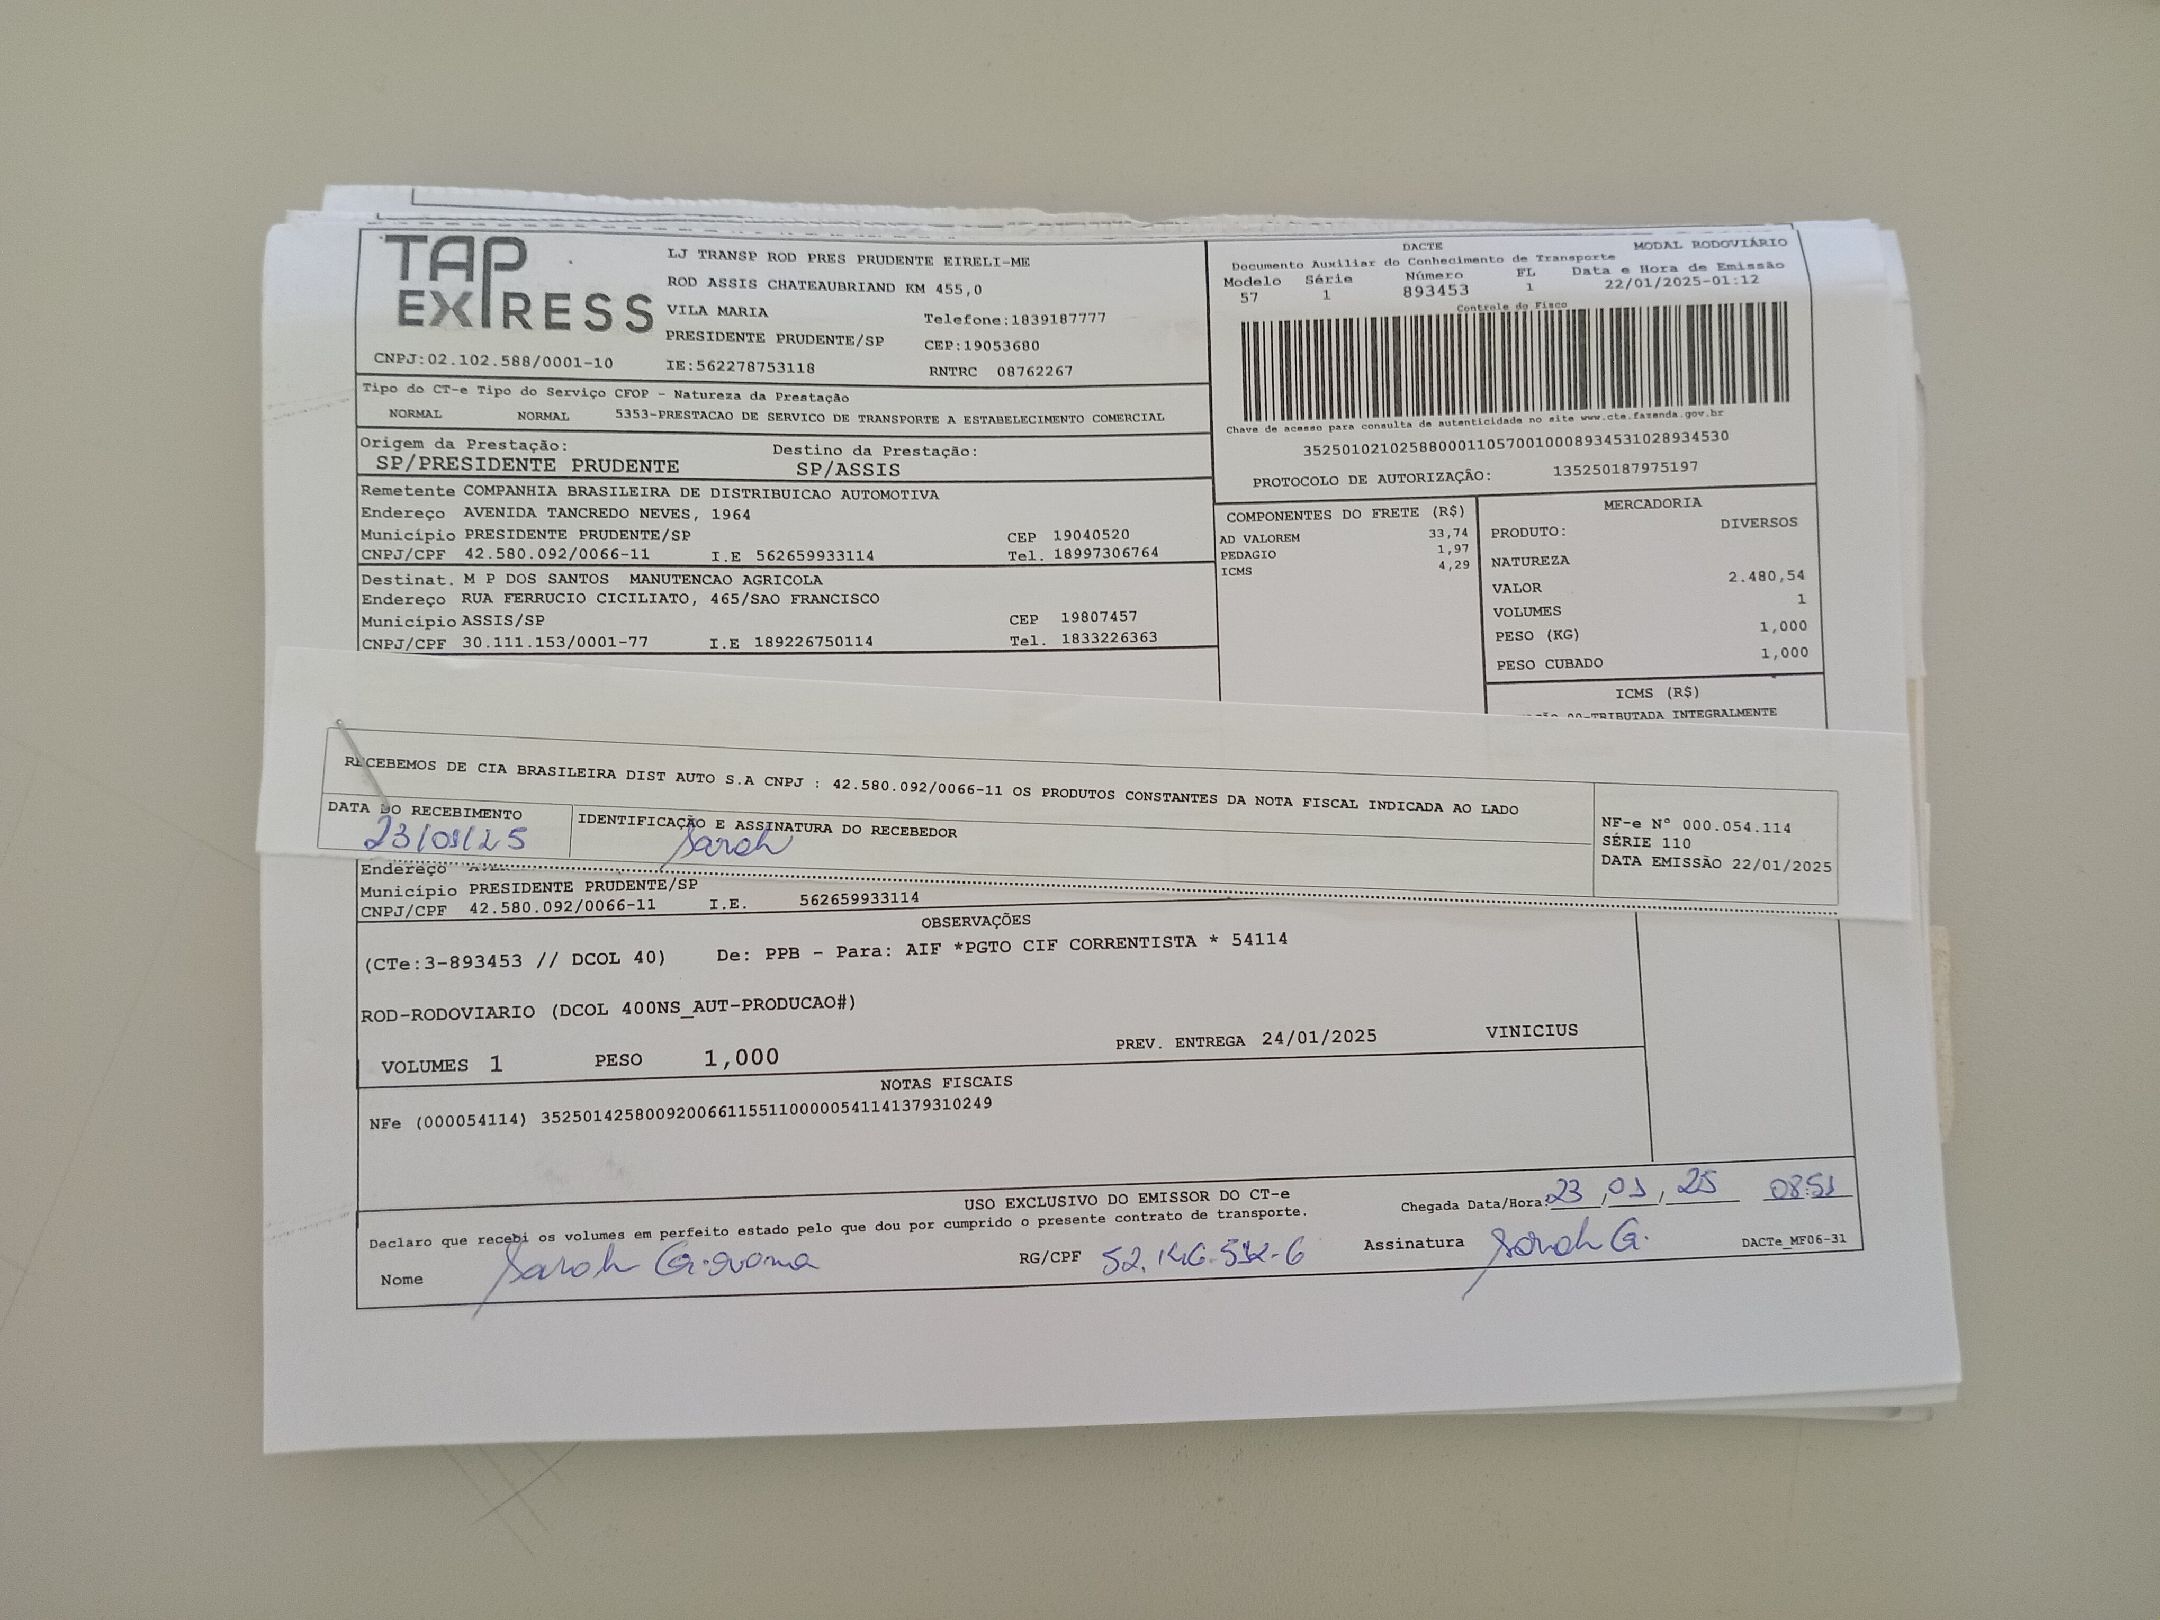 TAP
EXPRESS
CNPJ:02.102.588/0001-10
LJ TRANSP ROD PRES PRUDENTE EIRELI-ME
ROD ASSIS CHATEAUBRIAND KM 455,0
VILA MARIA Telefone:1839187777
PRESIDENTE PRUDENTE/SP CEP:19053680
IE:562278753118 RNTRC 08762267
DACTE MODAL RODOVIÁRIO
Documento Auxiliar do Conhecimento de Transporte
Modelo Série Número FL Data e Hora de Emissão
57 1 893453 1 22/01/2025-01:12
Controle do Fisco
Chave de acesso para consulta de autenticidade no site www.cte.fazenda.gov.br
35250102102588000110570010008934531028934530
PROTOCOLO DE AUTORIZAÇÃO: 135250187975197
Tipo do CT-e Tipo do Serviço CFOP - Natureza da Prestação
NORMAL NORMAL 5353-PRESTACAO DE SERVICO DE TRANSPORTE A ESTABELECIMENTO COMERCIAL
Origem da Prestação: Destino da Prestação:
SP/PRESIDENTE PRUDENTE SP/ASSIS
Remetente COMPANHIA BRASILEIRA DE DISTRIBUICAO AUTOMOTIVA
Endereço AVENIDA TANCREDO NEVES, 1964
Município PRESIDENTE PRUDENTE/SP CEP 19040520
CNPJ/CPF 42.580.092/0066-11 I.E 562659933114 Tel. 18997306764
Destinat. M P DOS SANTOS MANUTENCAO AGRICOLA
Endereço RUA FERRUCIO CICILIATO, 465/SAO FRANCISCO
Município ASSIS/SP CEP 19807457
CNPJ/CPF 30.111.153/0001-77 I.E 189226750114 Tel. 1833226363
COMPONENTES DO FRETE (R$)
AD VALOREM 33,74
PEDAGIO 1,97
ICMS 4,29
MERCADORIA
PRODUTO: DIVERSOS
NATUREZA
VALOR 2.480,54
VOLUMES 1
PESO (KG) 1,000
PESO CUBADO 1,000
ICMS (R$)
00-TRIBUTADA INTEGRALMENTE
RECEBEMOS DE CIA BRASILEIRA DIST AUTO S.A CNPJ : 42.580.092/0066-11 OS PRODUTOS CONSTANTES DA NOTA FISCAL INDICADA AO LADO
DATA DO RECEBIMENTO IDENTIFICAÇÃO E ASSINATURA DO RECEBEDOR
23/01/25 Sarah
NF-e Nº 000.054.114
SÉRIE 110
DATA EMISSÃO 22/01/2025
Endereço
Município PRESIDENTE PRUDENTE/SP
CNPJ/CPF 42.580.092/0066-11 I.E. 562659933114
OBSERVAÇÕES
(CTe:3-893453 // DCOL 40) De: PPB - Para: AIF *PGTO CIF CORRENTISTA * 54114
ROD-RODOVIARIO (DCOL 400NS_AUT-PRODUCAO#)
VOLUMES 1 PESO 1,000 PREV. ENTREGA 24/01/2025 VINICIUS
NOTAS FISCAIS
NFe (000054114) 35250142580092006611551100000541141379310249
USO EXCLUSIVO DO EMISSOR DO CT-e
Declaro que recebi os volumes em perfeito estado pelo que dou por cumprido o presente contrato de transporte.
Chegada Data/Hora: 23, 01, 25 08:51
Nome Sarah Giovana RG/CPF Assinatura Sarah G. DACTe_MF06-31